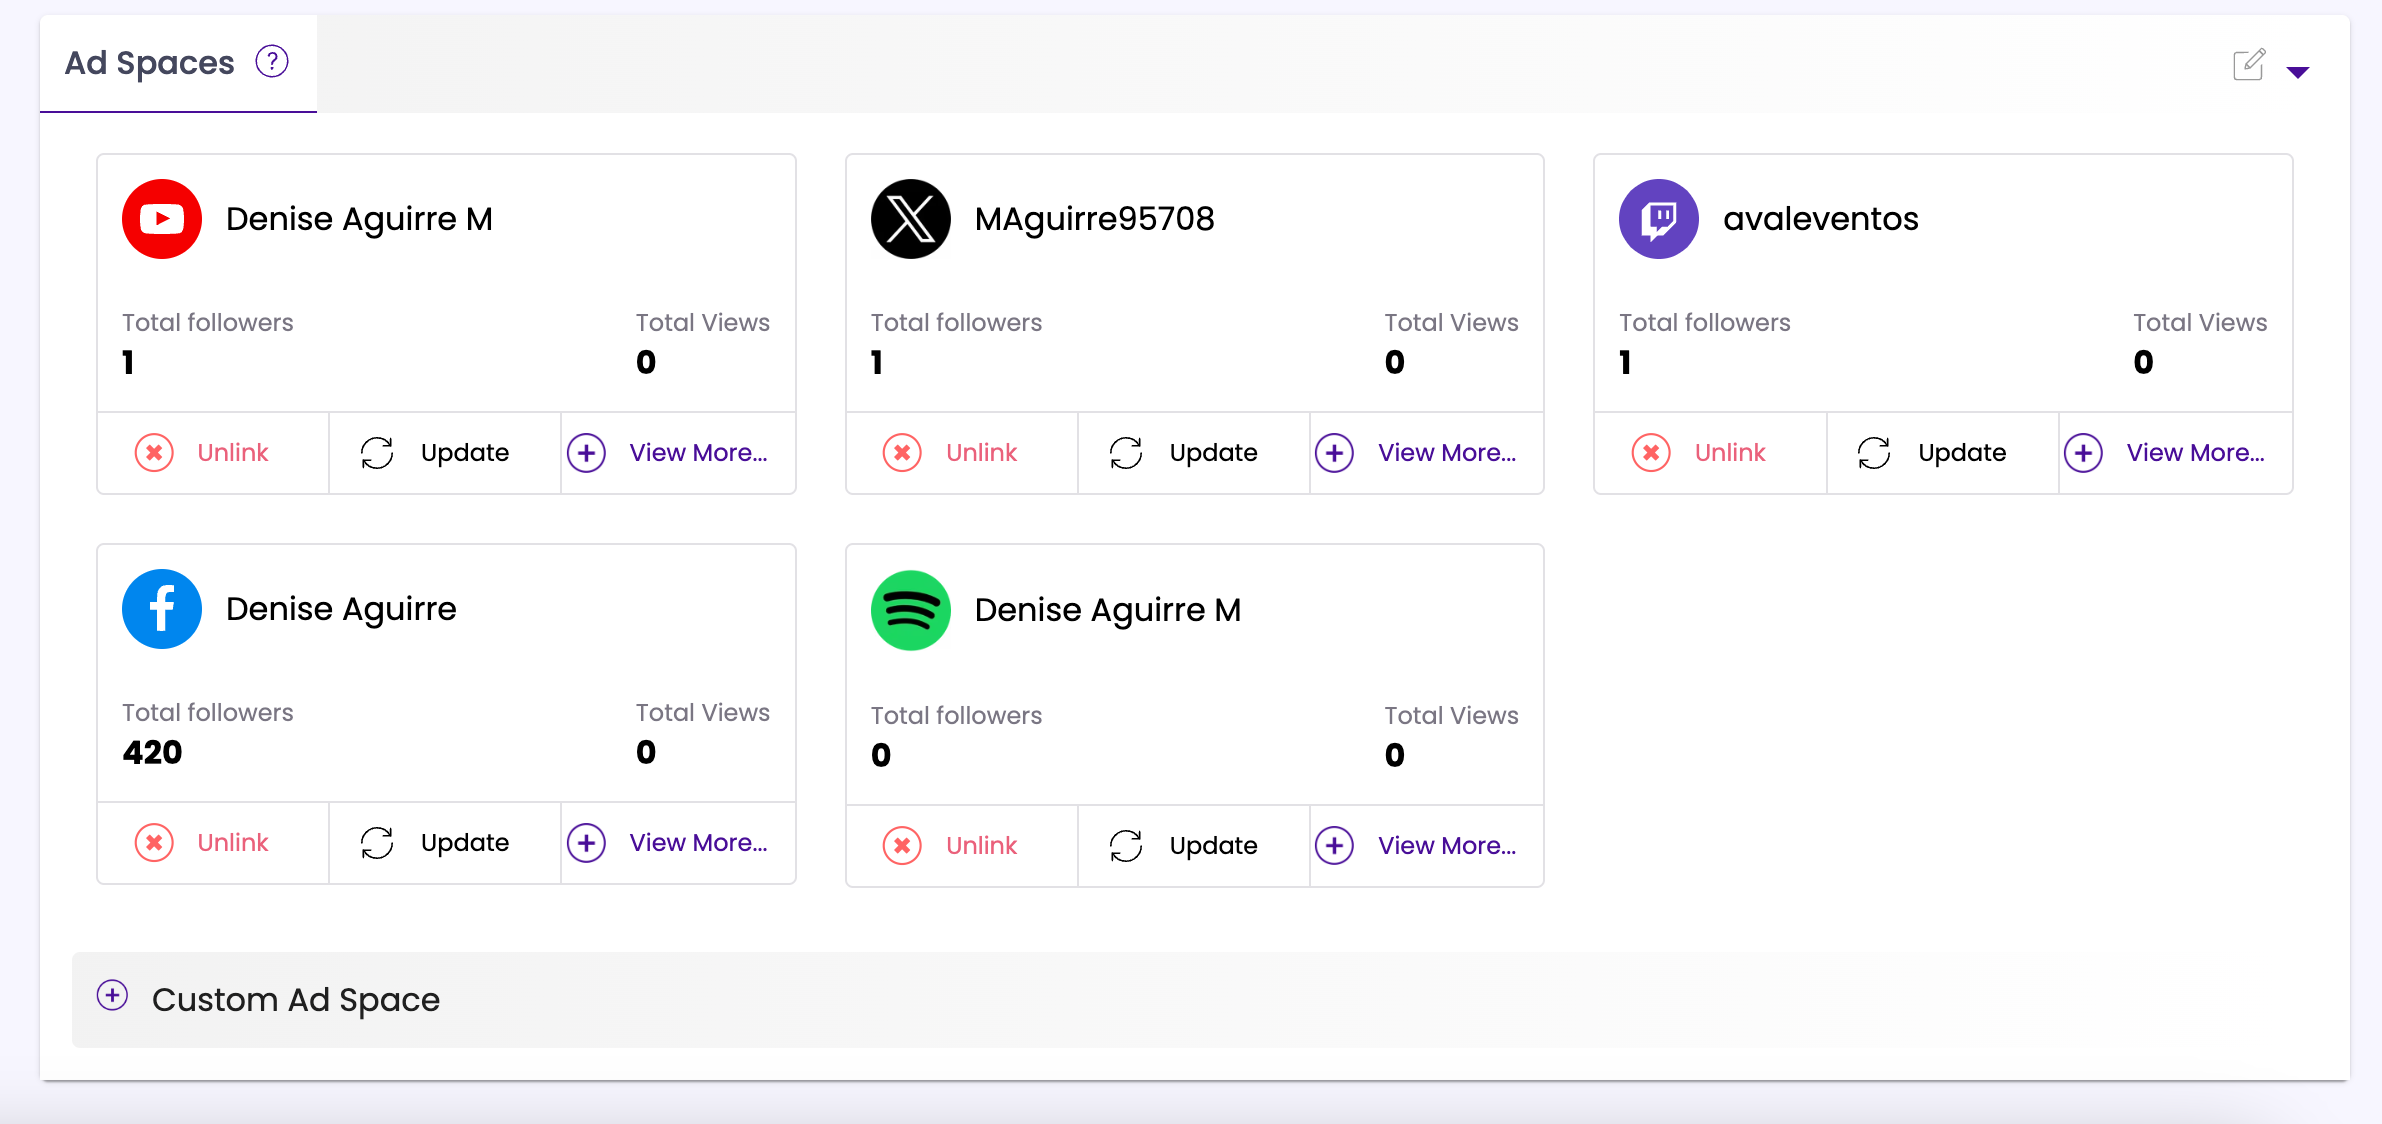 Ad Spaces ?
Denise Aguirre M
Total followers Total Views
1 0
Unlink Update View More...
MAguirre95708
Total followers Total Views
1 0
Unlink Update View More...
avaleventos
Total followers Total Views
1 0
Unlink Update View More...
Denise Aguirre
Total followers Total Views
420 0
Unlink Update View More...
Denise Aguirre M
Total followers Total Views
0 0
Unlink Update View More...
Custom Ad Space